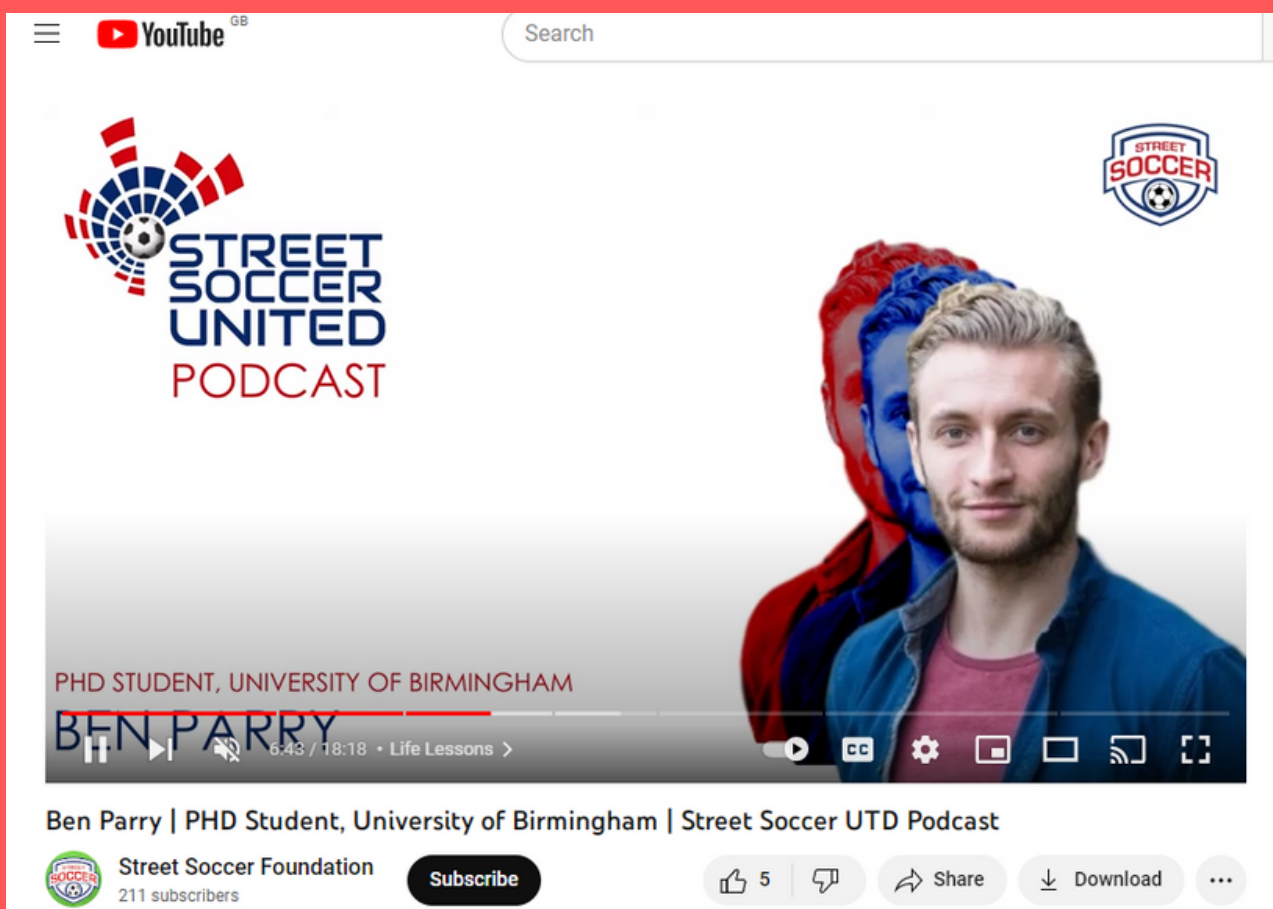 YouTube GB
Search
STREET
SOCCER
UNITED
PODCAST
STREET
SOCCER
PHD STUDENT, UNIVERSITY OF BIRMINGHAM
BEN PARRY
6:43 / 18:18 • Life Lessons >
CC
Ben Parry | PHD Student, University of Birmingham | Street Soccer UTD Podcast
STREET
SOCCER
Street Soccer Foundation
211 subscribers
Subscribe
5
Share
Download